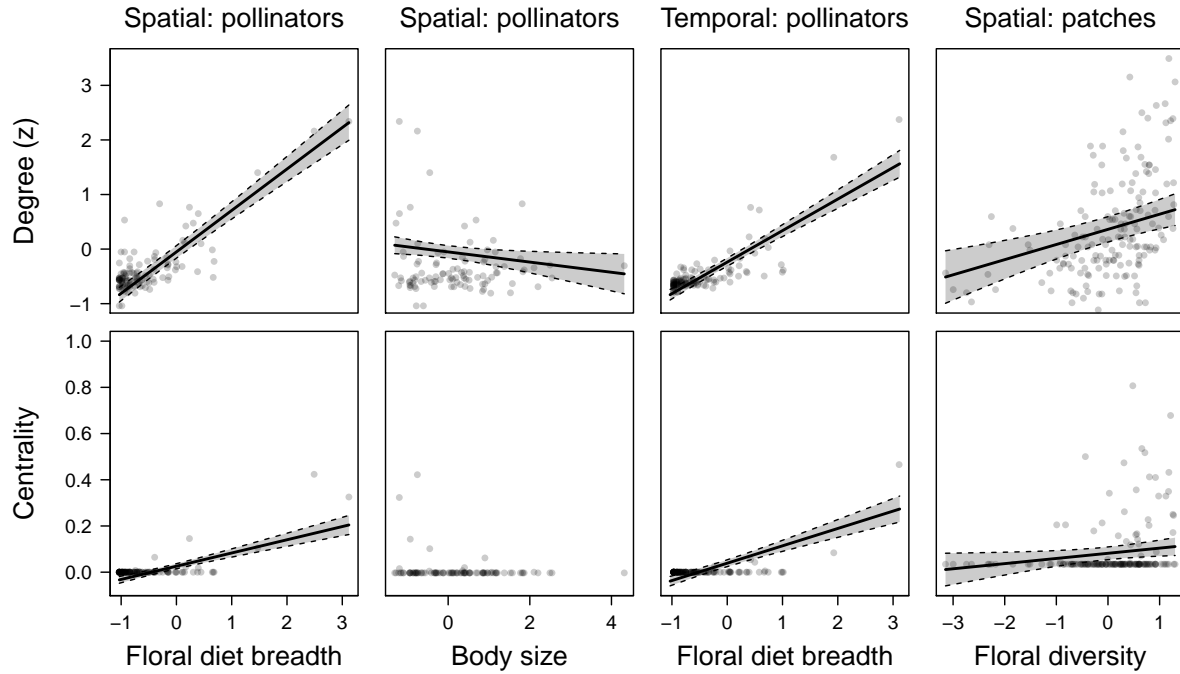 Spatial: pollinators
Spatial: pollinators
Temporal: pollinators
Spatial: patches
Degree (z)
3
2
1
0
−1
Centrality
1.0
0.8
0.6
0.4
0.2
0.0
−1 0 1 2 3
0 2 4
−1 0 1 2 3
−3 −2 −1 0 1
Floral diet breadth
Body size
Floral diet breadth
Floral diversity